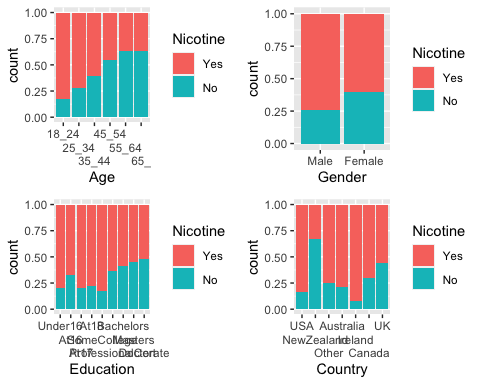 1.00
0.75
0.50
0.25
0.00
count
18_24
45_54
25_34
55_64
35_44
65_
Age
Nicotine
Yes
No
1.00
0.75
0.50
0.25
0.00
count
Male
Female
Gender
Nicotine
Yes
No
1.00
0.75
0.50
0.25
0.00
count
Under16 At18 Bachelors
SomeCollege Masters
At17 Doctorate
Education
Nicotine
Yes
No
1.00
0.75
0.50
0.25
0.00
count
USA Australia UK
NewZealand Ireland
Other Canada
Country
Nicotine
Yes
No